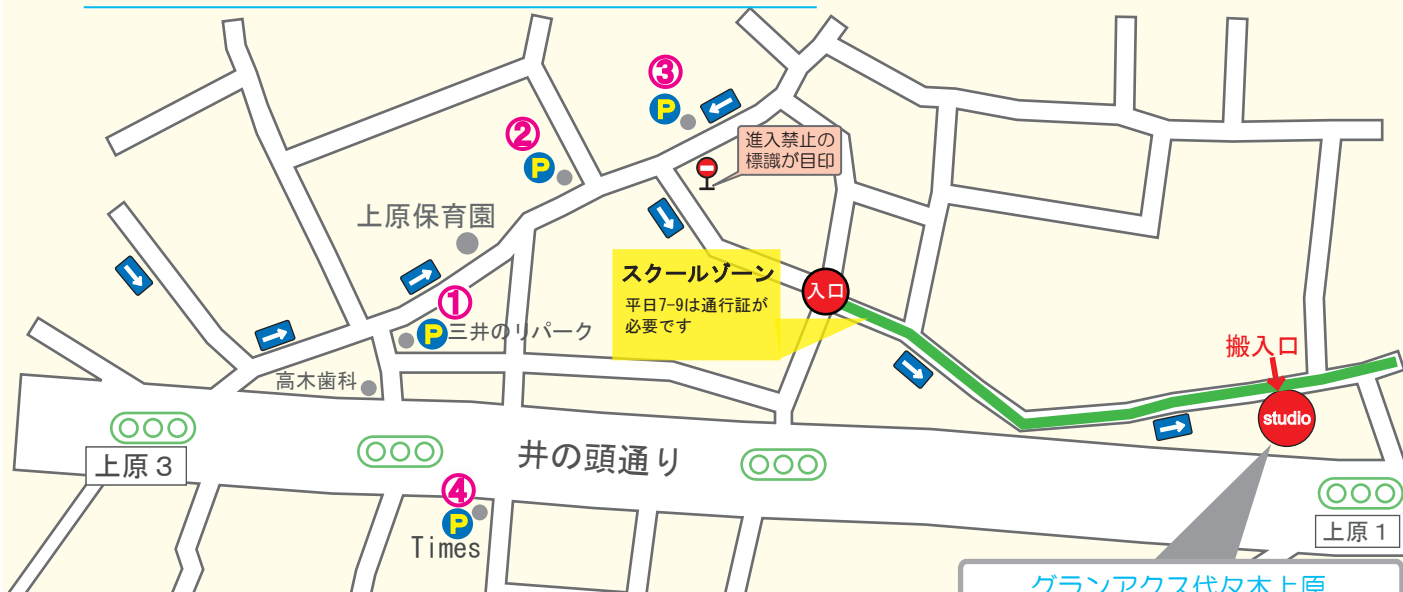 ③
P
②
P
進入禁止の
標識が目印
上原保育園
スクールゾーン
平日7-9は通行証が
必要です
入口
①
P
三井のリパーク
搬入口
高木歯科
studio
井の頭通り
上原3
④
P
Times
上原1
グランアクス代々木上原